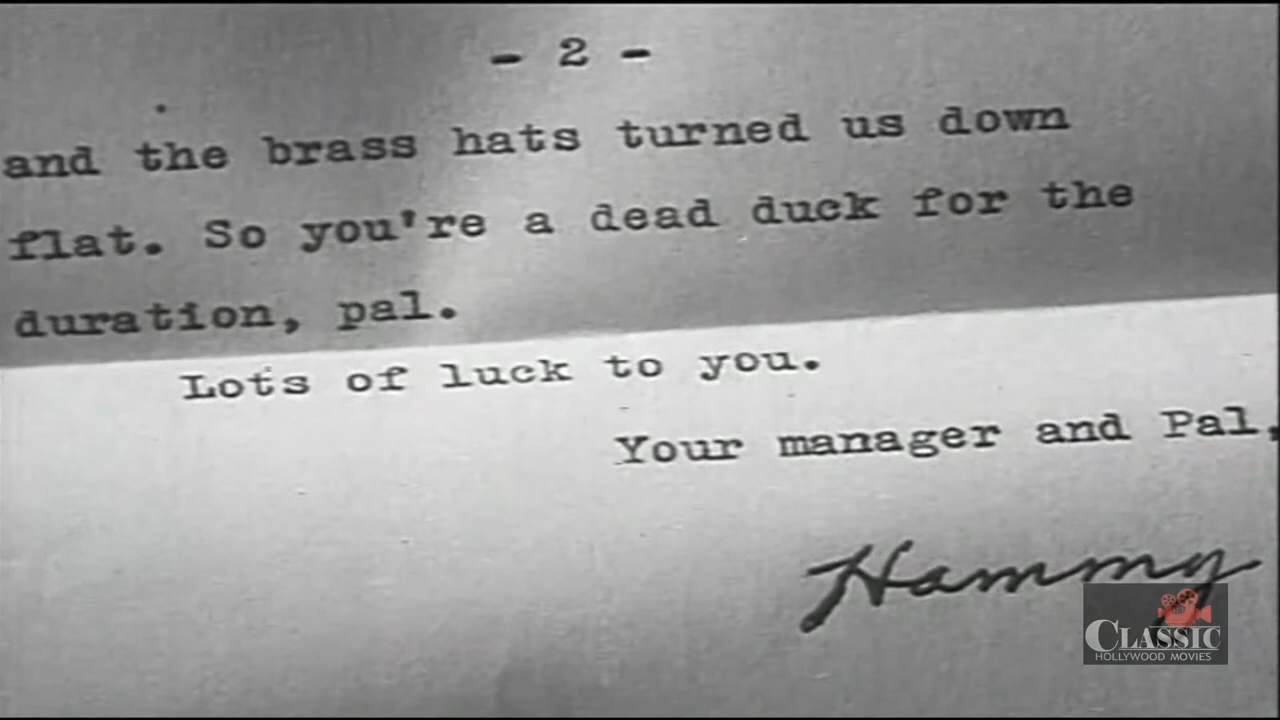 - 2 -
and the brass hats turned us down
flat. So you're a dead duck for the
duration, pal.
Lots of luck to you.
Your manager and Pal,
Hammy
CLASSIC
HOLLYWOOD MOVIES